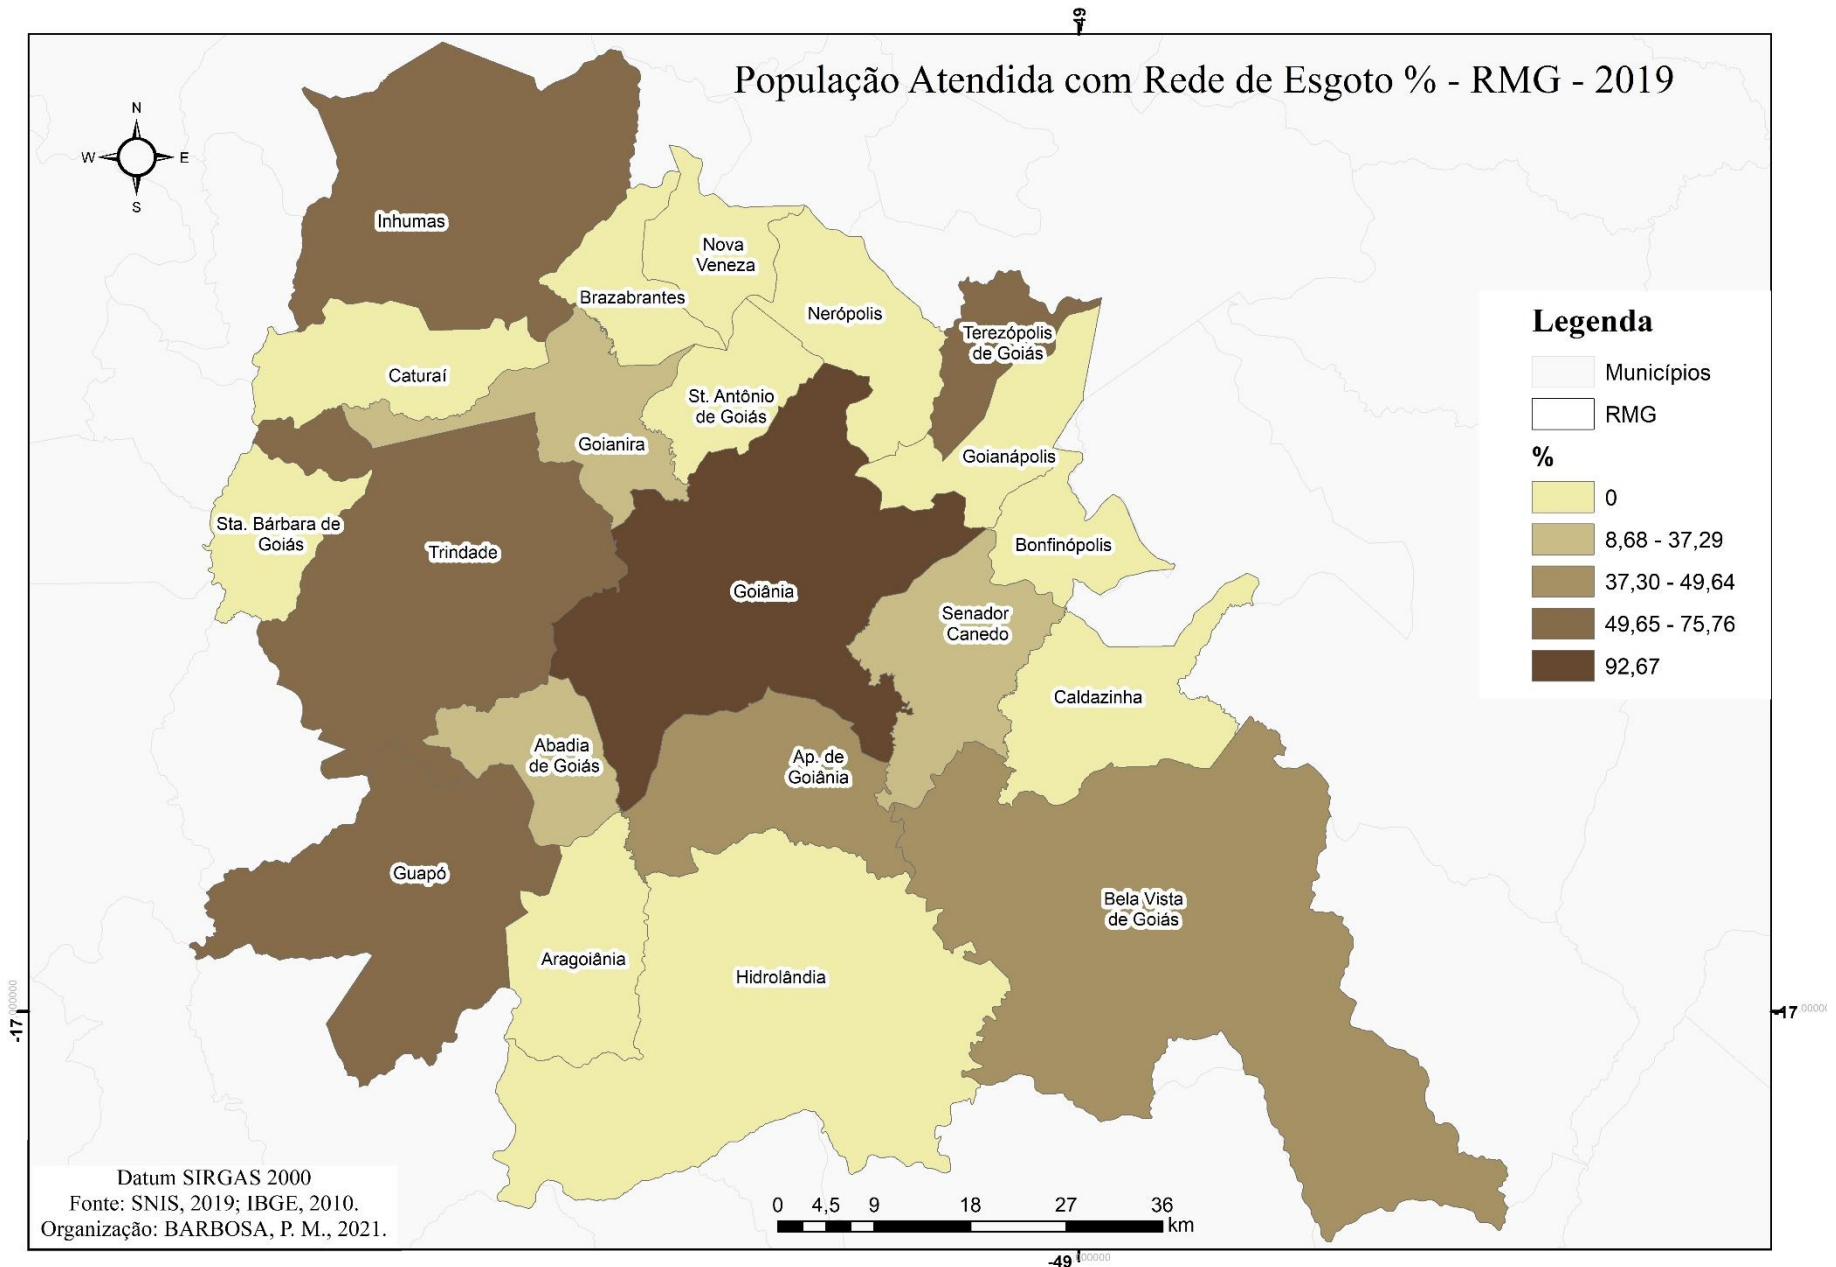 -49
População Atendida com Rede de Esgoto % - RMG - 2019
N
W
E
S
Inhumas
Nova
Veneza
Brazabrantes
Nerópolis
Terezópolis
de Goiás
Caturaí
St. Antônio
de Goiás
Goianira
Goianápolis
Sta. Bárbara de
Goiás
Trindade
Bonfinópolis
Goiânia
Senador
Canedo
Caldazinha
Abadia
de Goiás
Ap. de
Goiânia
Guapó
Bela Vista
de Goiás
Aragoiânia
Hidrolândia
Legenda
Municípios
RMG
%
0
8,68 - 37,29
37,30 - 49,64
49,65 - 75,76
92,67
-17,000000
-17,00000
Datum SIRGAS 2000
Fonte: SNIS, 2019; IBGE, 2010.
Organização: BARBOSA, P. M., 2021.
0 4,5 9 18 27 36
km
-49,000000